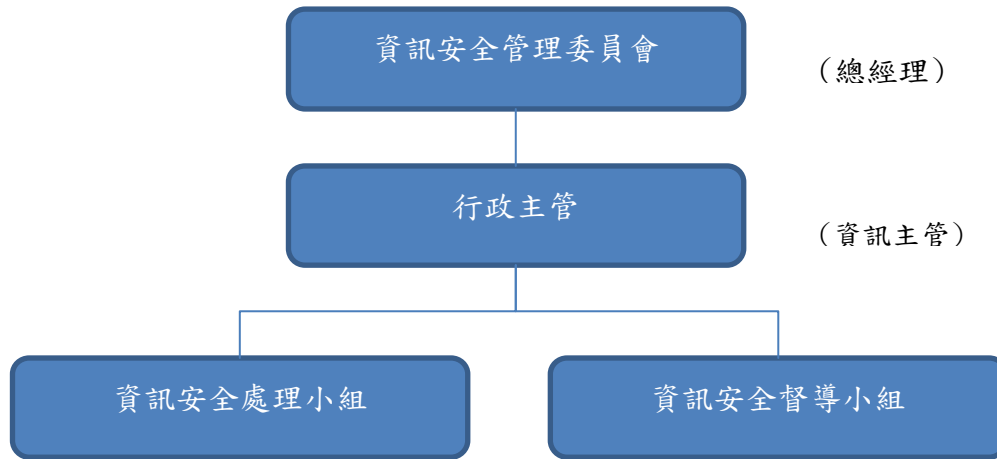 資訊安全管理委員會
（總經理）
行政主管
（資訊主管）
資訊安全處理小組
資訊安全督導小組